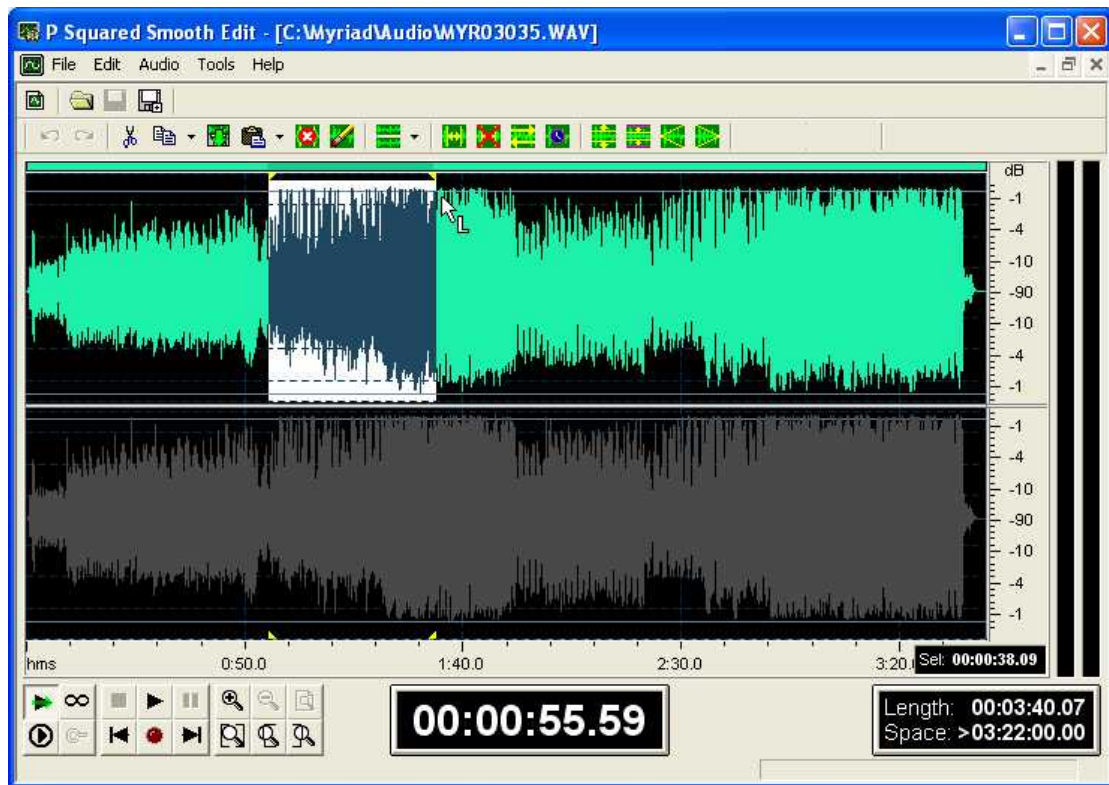 P Squared Smooth Edit - [C:\Myriad\Audio\MYR03035.WAV]
File Edit Audio Tools Help
dB
-1
-4
-10
-90
-10
-4
-1
L
-1
-4
-10
-90
-10
-4
-1
hms 0:50.0 1:40.0 2:30.0 3:20. Sel: 00:00:38.09
00:00:55.59
Length: 00:03:40.07
Space: >03:22:00.00